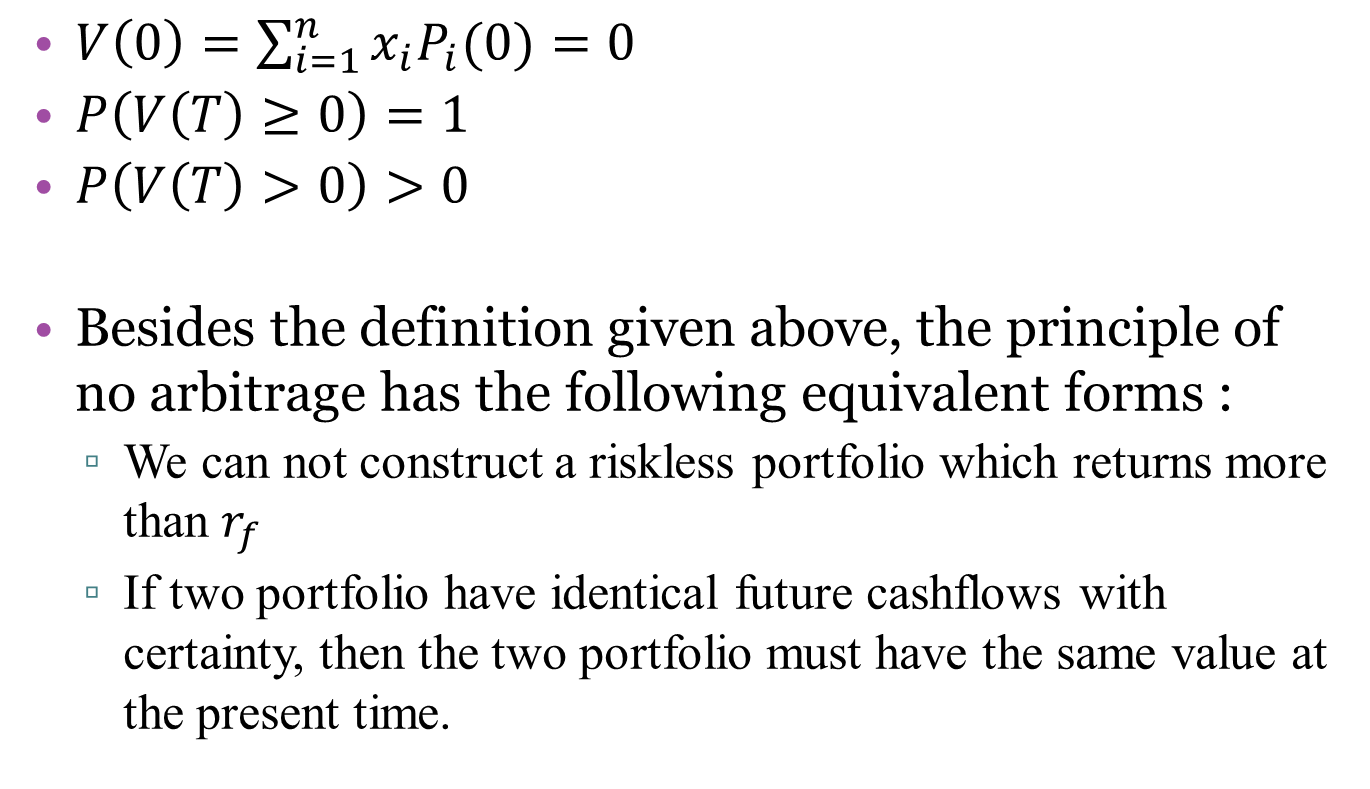 • V(0) = ∑ⁿᵢ₌₁ xᵢPᵢ(0) = 0
• P(V(T) ≥ 0) = 1
• P(V(T) > 0) > 0
• Besides the definition given above, the principle of
no arbitrage has the following equivalent forms :
▫ We can not construct a riskless portfolio which returns more
than r_f
▫ If two portfolio have identical future cashflows with
certainty, then the two portfolio must have the same value at
the present time.